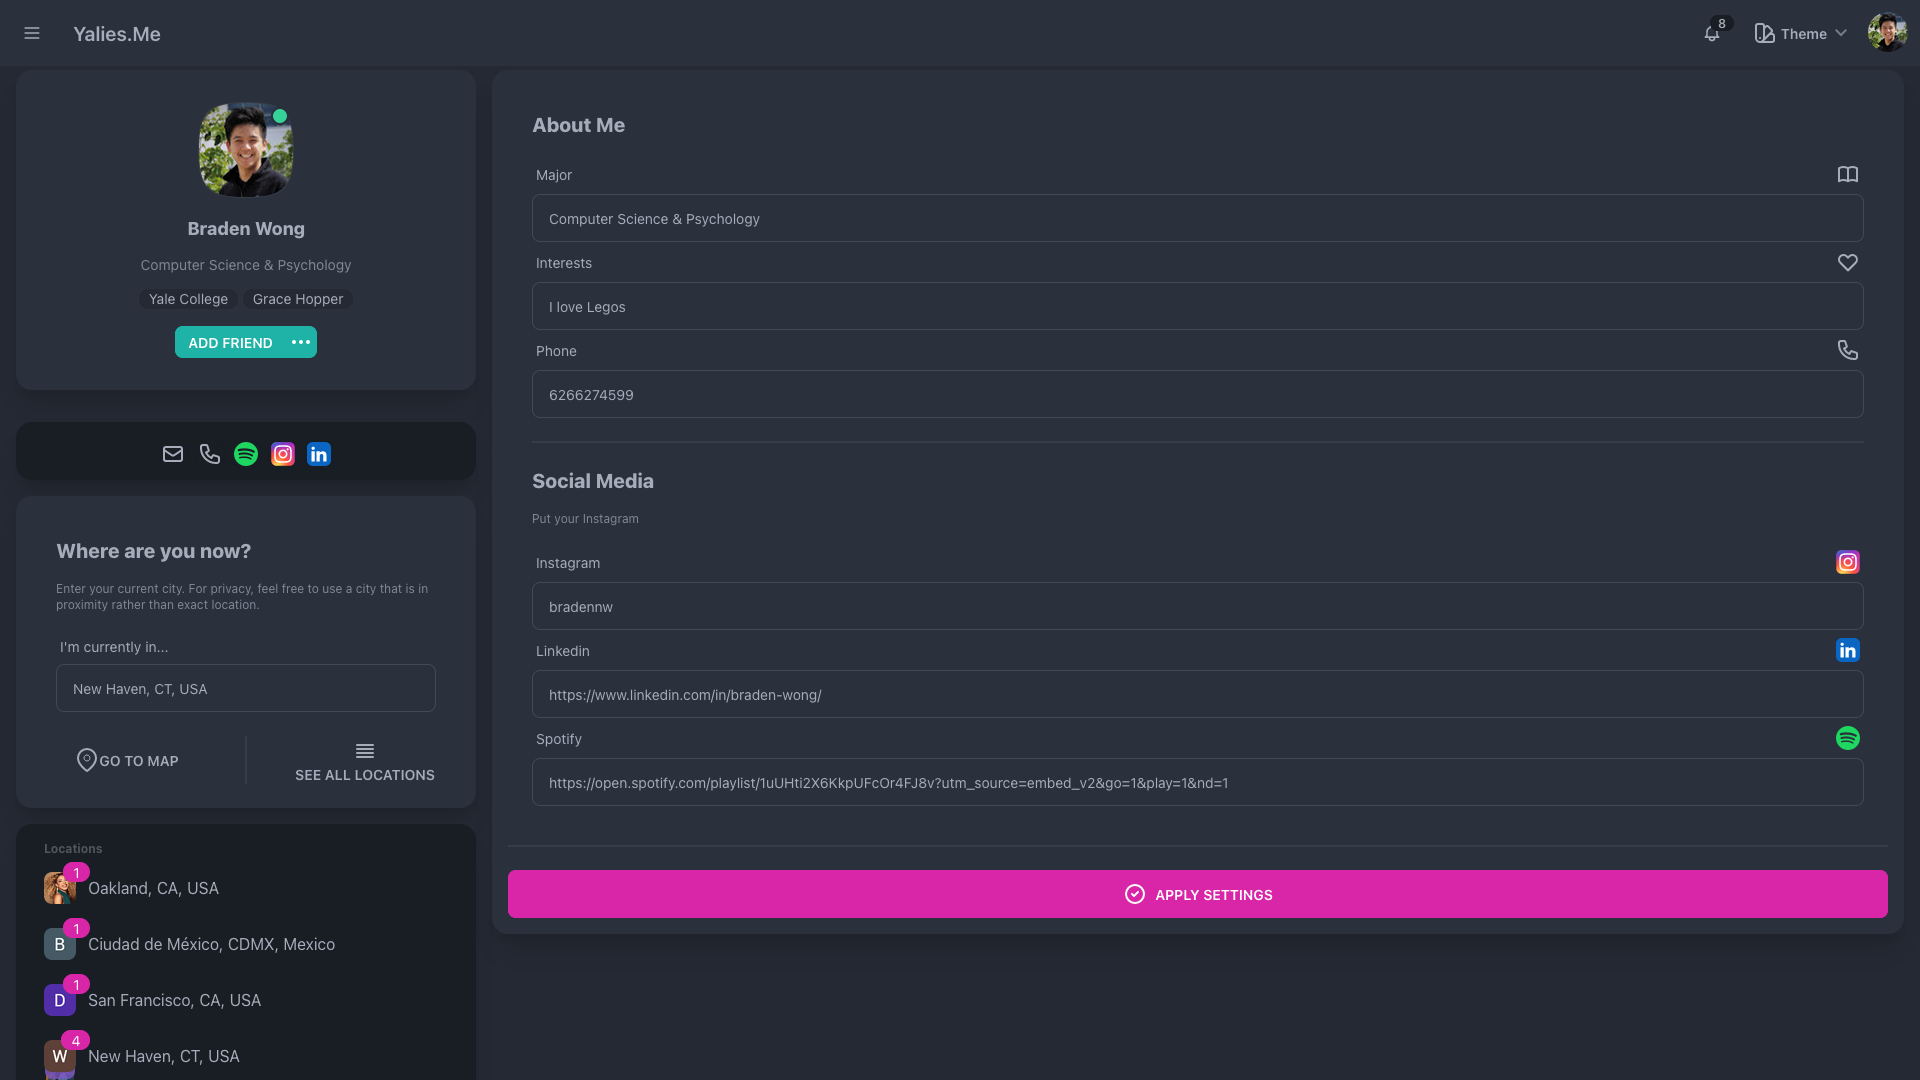 Yalies.Me
8
Theme
Braden Wong
Computer Science & Psychology
Yale College
Grace Hopper
ADD FRIEND
Where are you now?
Enter your current city. For privacy, feel free to use a city that is in
proximity rather than exact location.
I'm currently in...
New Haven, CT, USA
GO TO MAP
SEE ALL LOCATIONS
Locations
1
Oakland, CA, USA
1
B
Ciudad de México, CDMX, Mexico
1
D
San Francisco, CA, USA
4
W
New Haven, CT, USA
About Me
Major
Computer Science & Psychology
Interests
I love Legos
Phone
6266274599
Social Media
Put your Instagram
Instagram
bradennw
Linkedin
in
https://www.linkedin.com/in/braden-wong/
Spotify
https://open.spotify.com/playlist/1uUHti2X6KkpUFcOr4FJ8v?utm_source=embed_v2&go=1&play=1&nd=1
APPLY SETTINGS